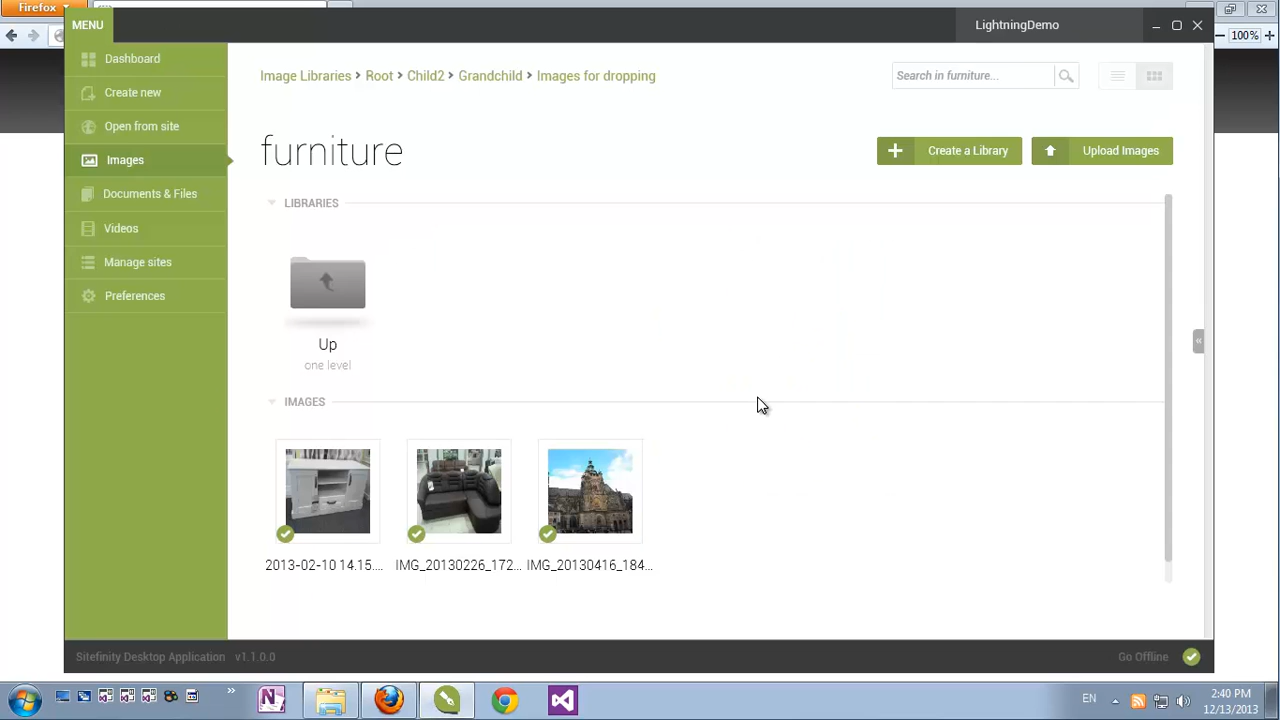 Firefox
100%
MENU
LightningDemo
Dashboard
Create new
Open from site
Images
Documents & Files
Videos
Manage sites
Preferences
Image Libraries > Root > Child2 > Grandchild > Images for dropping
Search in furniture...
furniture
Create a Library
Upload Images
LIBRARIES
Up
one level
IMAGES
2013-02-10 14.15....
IMG_20130226_172...
IMG_20130416_184...
Sitefinity Desktop Application v1.1.0.0
Go Offline
EN
2:40 PM
12/13/2013